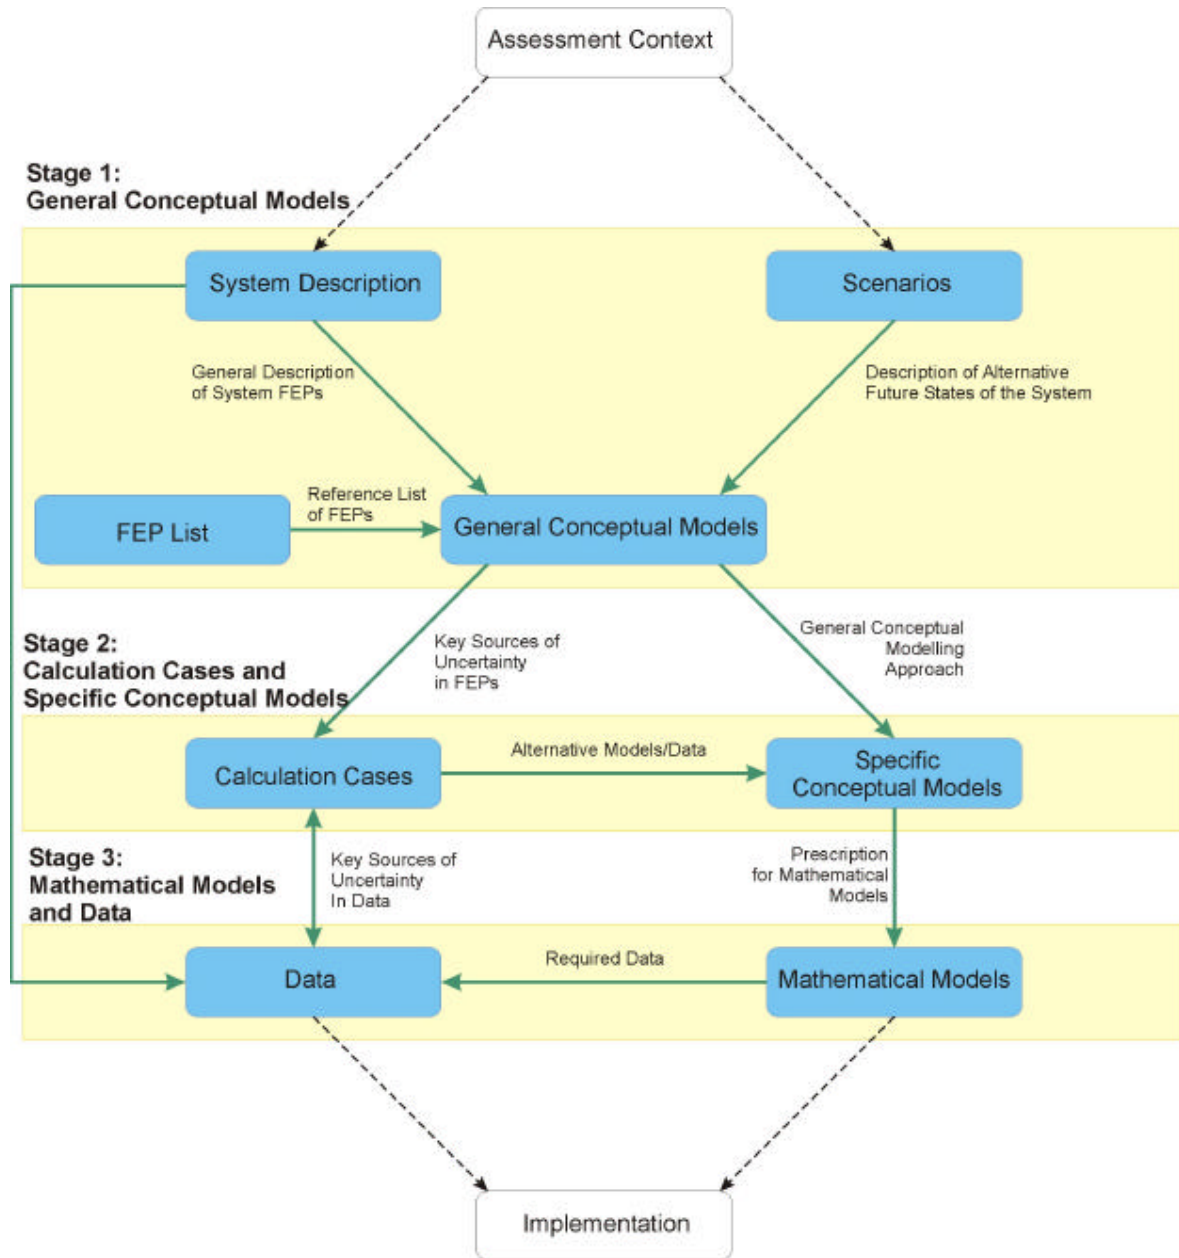 Assessment Context
Stage 1:
General Conceptual Models
System Description
Scenarios
General Description
of System FEPs
Description of Alternative
Future States of the System
Reference List
of FEPs
FEP List
General Conceptual Models
Stage 2:
Calculation Cases and
Specific Conceptual Models
Key Sources of
Uncertainty
in FEPs
General Conceptual
Modelling
Approach
Calculation Cases
Alternative Models/Data
Specific
Conceptual Models
Stage 3:
Mathematical Models
and Data
Key Sources of
Uncertainty
In Data
Prescription
for Mathematical
Models
Data
Required Data
Mathematical Models
Implementation